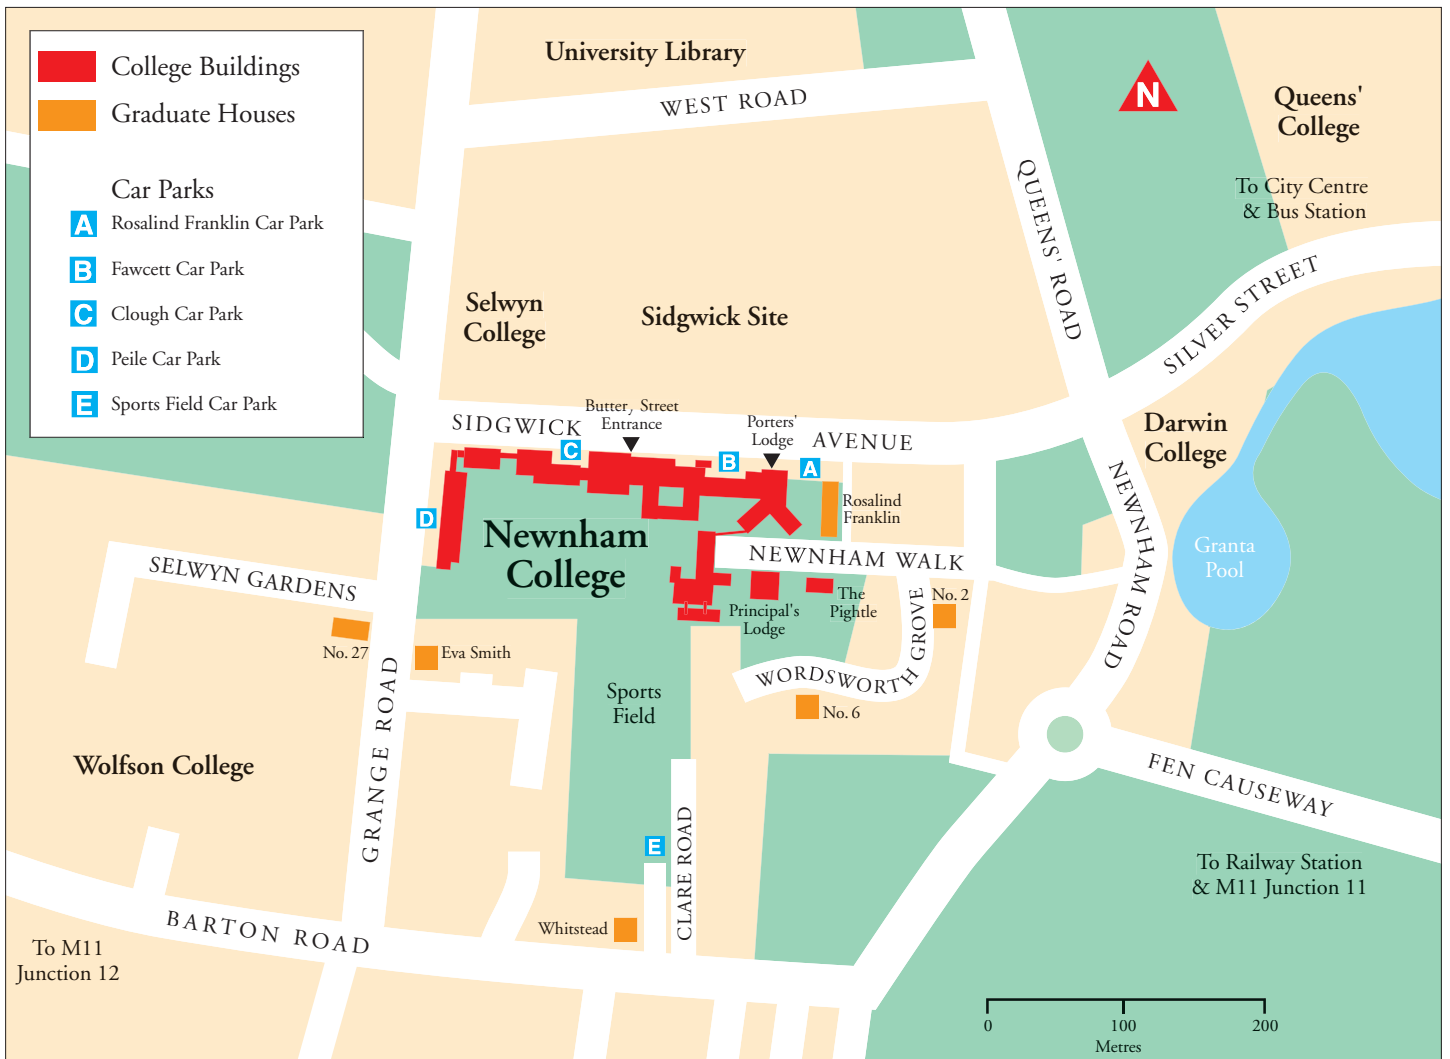 College Buildings
Graduate Houses
Car Parks
A Rosalind Franklin Car Park
B Fawcett Car Park
C Clough Car Park
D Peile Car Park
E Sports Field Car Park
University Library
WEST ROAD
N
Queens'
College
To City Centre
& Bus Station
QUEENS' ROAD
SILVER STREET
Selwyn
College
Sidgwick Site
SIDGWICK
AVENUE
Street
Entrance
Porters'
Lodge
C
B
A
D
Darwin
College
NEWNHAM ROAD
Granta
Pool
Rosalind
Franklin
Newnham
College
NEWNHAM WALK
SELWYN GARDENS
Principal's
Lodge
The
Pightle
No. 2
WORDSWORTH GROVE
No. 6
No. 27
Eva Smith
GRANGE ROAD
Sports
Field
Wolfson College
FEN CAUSEWAY
E
CLARE ROAD
To Railway Station
& M11 Junction 11
Whitstead
BARTON ROAD
To M11
Junction 12
0 100 200
Metres